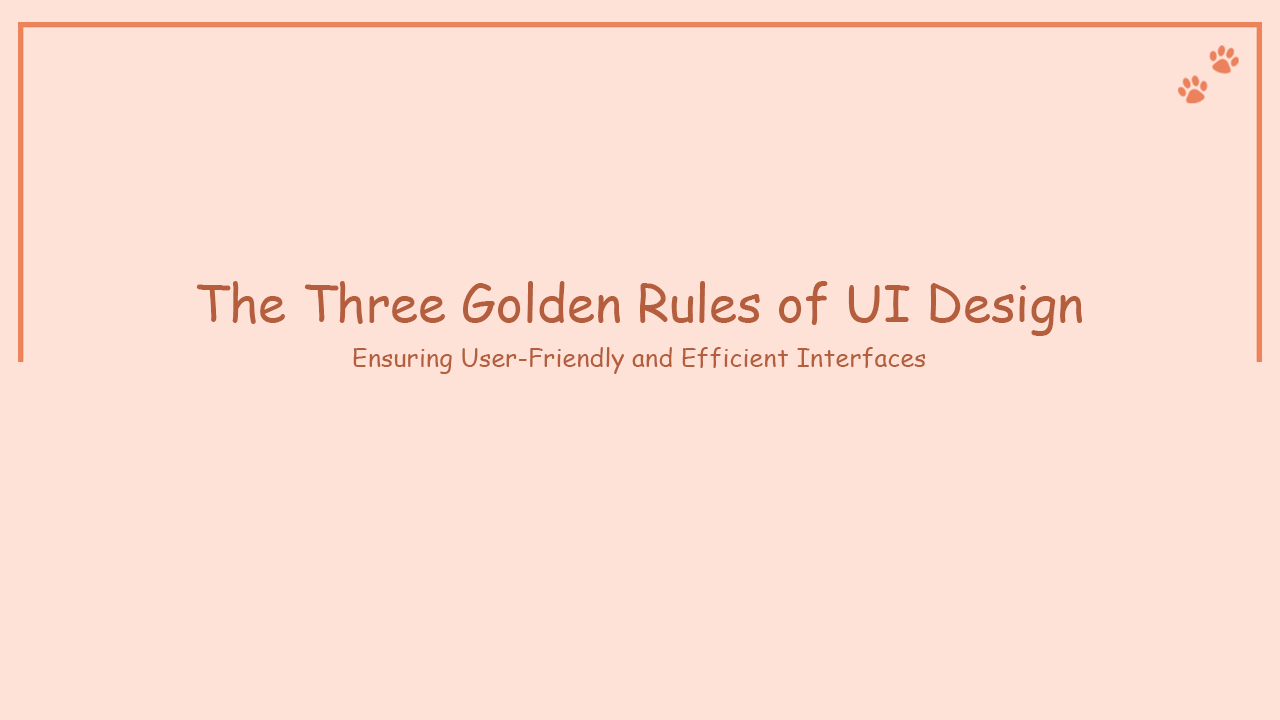 The Three Golden Rules of UI Design
Ensuring User-Friendly and Efficient Interfaces